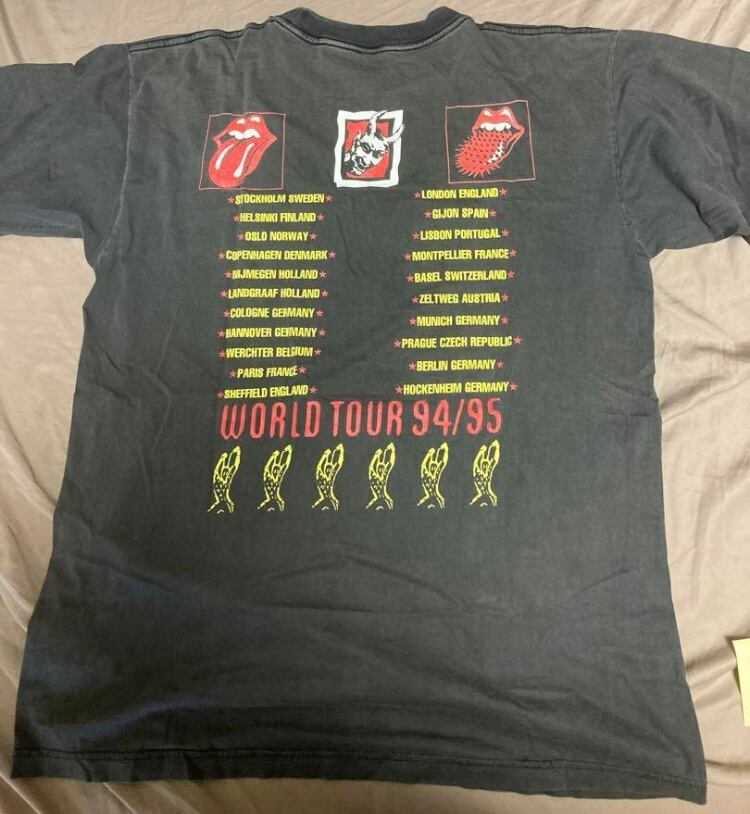 ★STOCKHOLM SWEDEN★
★HELSINKI FINLAND★
★OSLO NORWAY★
★COPENHAGEN DENMARK★
★NIJMEGEN HOLLAND★
★LANDGRAAF HOLLAND★
★COLOGNE GERMANY★
★HANNOVER GERMANY★
★WERCHTER BELGIUM★
★PARIS FRANCE★
★SHEFFIELD ENGLAND★
★LONDON ENGLAND★
★GIJON SPAIN★
★LISBON PORTUGAL★
★MONTPELLIER FRANCE★
★BASEL SWITZERLAND★
★ZELTWEG AUSTRIA★
★MUNICH GERMANY★
★PRAGUE CZECH REPUBLIC★
★BERLIN GERMANY★
★HOCKENHEIM GERMANY★
WORLD TOUR 94/95